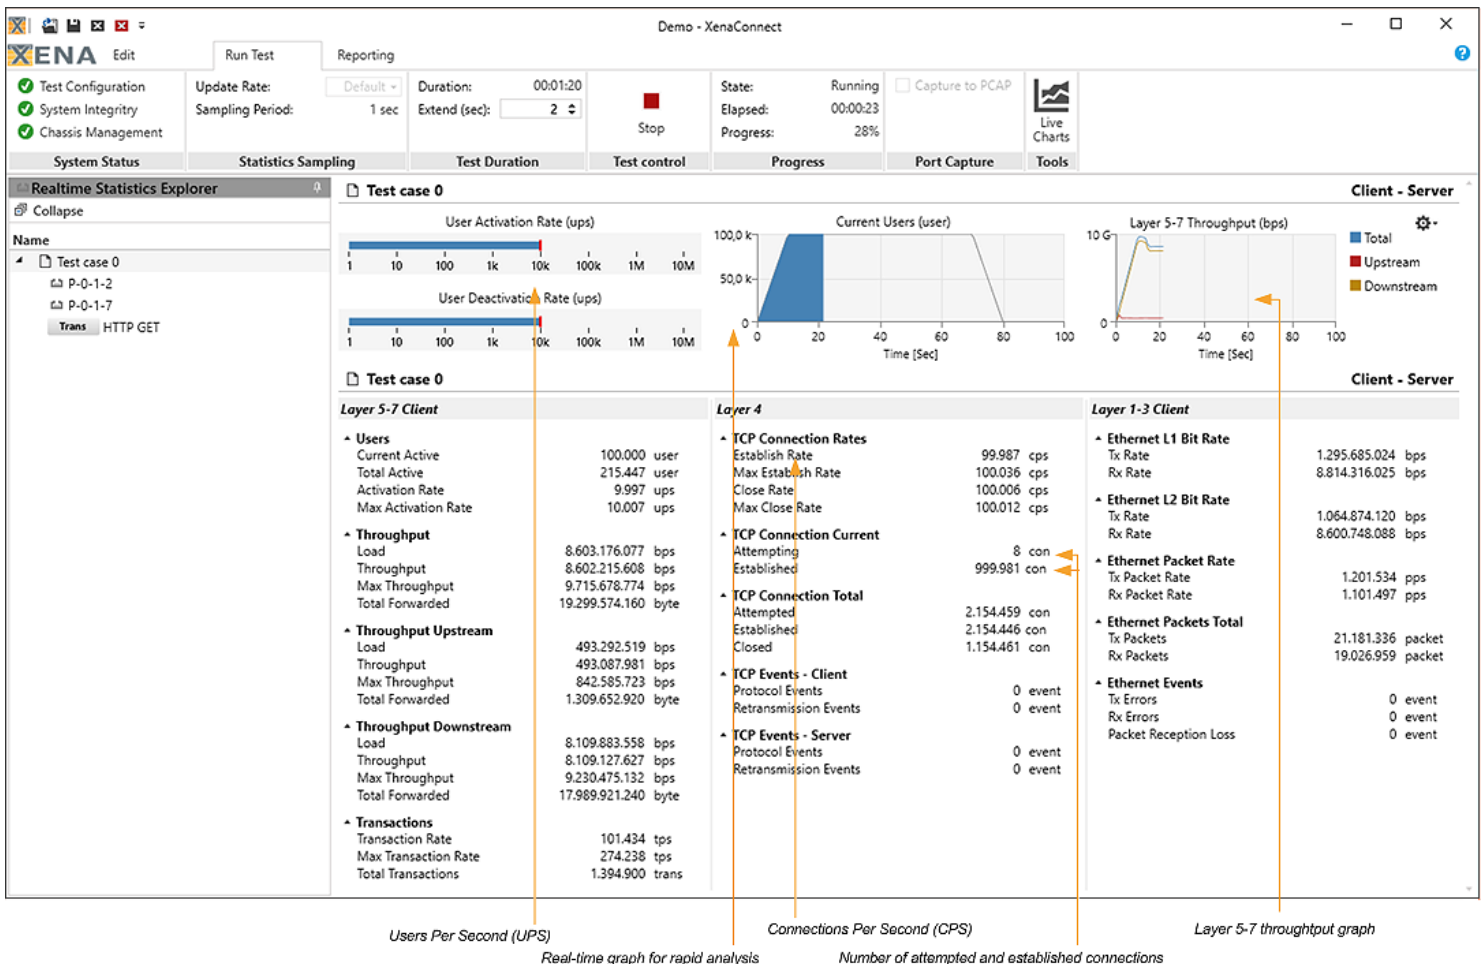 Demo - XenaConnect
XENA Edit Run Test Reporting
Test Configuration
System Integritry
Chassis Management
System Status
Update Rate: Default
Sampling Period: 1 sec
Statistics Sampling
Duration: 00:01:20
Extend (sec): 2
Test Duration
Stop
Test control
State: Running
Elapsed: 00:00:23
Progress: 28%
Progress
Capture to PCAP
Port Capture
Live
Charts
Tools
Realtime Statistics Explorer
Collapse
Name
Test case 0
P-0-1-2
P-0-1-7
Trans HTTP GET
Test case 0 Client - Server
User Activation Rate (ups)
1 10 100 1k 10k 100k 1M 10M
User Deactivation Rate (ups)
1 10 100 1k 10k 100k 1M 10M
Current Users (user)
100,0 k
50,0 k
0
0 20 40 60 80 100
Time [Sec]
Layer 5-7 Throughput (bps)
10 G
0
0 20 40 60 80 100
Time [Sec]
Total
Upstream
Downstream
Test case 0 Client - Server
Layer 5-7 Client
Users
Current Active 100.000 user
Total Active 215.447 user
Activation Rate 9.997 ups
Max Activation Rate 10.007 ups
Throughput
Load 8.603.176.077 bps
Throughput 8.602.215.608 bps
Max Throughput 9.715.678.774 bps
Total Forwarded 19.299.574.160 byte
Throughput Upstream
Load 493.292.519 bps
Throughput 493.087.981 bps
Max Throughput 842.585.723 bps
Total Forwarded 1.309.652.920 byte
Throughput Downstream
Load 8.109.883.558 bps
Throughput 8.109.127.627 bps
Max Throughput 9.230.475.132 bps
Total Forwarded 17.989.921.240 byte
Transactions
Transaction Rate 101.434 tps
Max Transaction Rate 274.238 tps
Total Transactions 1.394.900 trans
Layer 4
TCP Connection Rates
Establish Rate 99.987 cps
Max Establish Rate 100.036 cps
Close Rate 100.006 cps
Max Close Rate 100.012 cps
TCP Connection Current
Attempting 8 con
Established 999.981 con
TCP Connection Total
Attempted 2.154.459 con
Established 2.154.446 con
Closed 1.154.461 con
TCP Events - Client
Protocol Events 0 event
Retransmission Events 0 event
TCP Events - Server
Protocol Events 0 event
Retransmission Events 0 event
Layer 1-3 Client
Ethernet L1 Bit Rate
Tx Rate 1.295.685.024 bps
Rx Rate 8.814.316.025 bps
Ethernet L2 Bit Rate
Tx Rate 1.064.874.120 bps
Rx Rate 8.600.748.088 bps
Ethernet Packet Rate
Tx Packet Rate 1.201.534 pps
Rx Packet Rate 1.101.497 pps
Ethernet Packets Total
Tx Packets 21.181.336 packet
Rx Packets 19.026.959 packet
Ethernet Events
Tx Errors 0 event
Rx Errors 0 event
Packet Reception Loss 0 event
Users Per Second (UPS)
Connections Per Second (CPS)
Layer 5-7 throughtput graph
Real-time graph for rapid analysis
Number of attempted and established connections